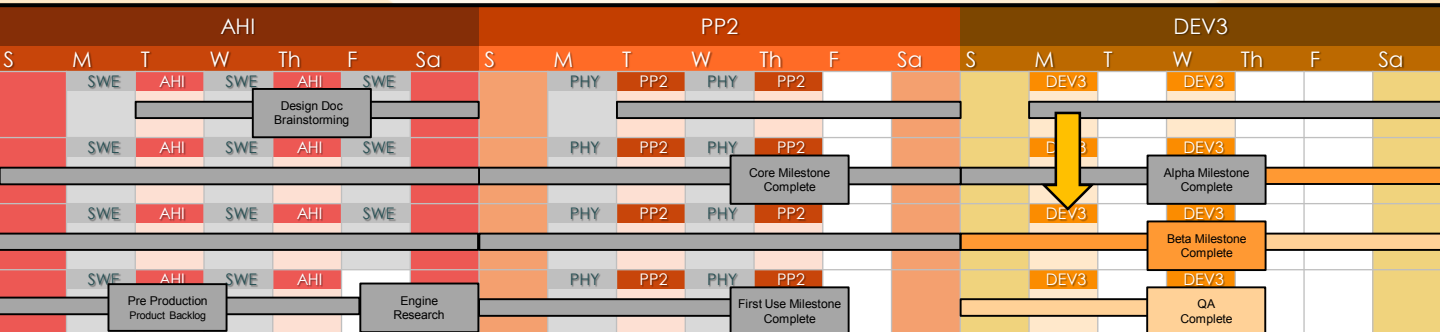 AHI PP2 DEV3
S M T W Th F Sa S M T W Th F Sa S M T W Th F Sa
SWE AHI SWE AHI SWE PHY PP2 PHY PP2 DEV3 DEV3
Design Doc
Brainstorming
SWE AHI SWE AHI SWE PHY PP2 PHY PP2 DEV3
Core Milestone
Complete
Alpha Milestone
Complete
SWE AHI SWE AHI SWE PHY PP2 PHY PP2 DEV3 DEV3
Beta Milestone
Complete
SWE AHI SWE AHI PHY PP2 PHY PP2 DEV3 DEV3
Pre Production
Product Backlog
Engine
Research
First Use Milestone
Complete
QA
Complete